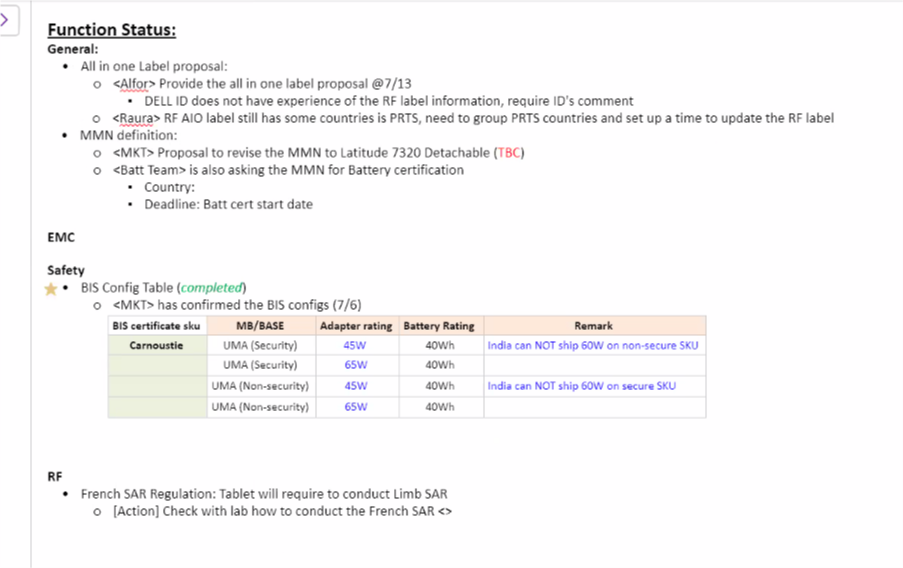 Function Status:
General:
• All in one Label proposal:
o <Alfor> Provide the all in one label proposal @7/13
▪ DELL ID does not have experience of the RF label information, require ID's comment
o <Raura> RF AIO label still has some countries is PRTS, need to group PRTS countries and set up a time to update the RF label
• MMN definition:
o <MKT> Proposal to revise the MMN to Latitude 7320 Detachable (TBC)
o <Batt Team> is also asking the MMN for Battery certification
▪ Country:
▪ Deadline: Batt cert start date
EMC
Safety
• BIS Config Table (completed)
o <MKT> has confirmed the BIS configs (7/6)
BIS certificate sku MB/BASE Adapter rating Battery Rating Remark
Carnoustie UMA (Security) 45W 40Wh India can NOT ship 60W on non-secure SKU
UMA (Security) 65W 40Wh
UMA (Non-security) 45W 40Wh India can NOT ship 60W on secure SKU
UMA (Non-security) 65W 40Wh
RF
• French SAR Regulation: Tablet will require to conduct Limb SAR
o [Action] Check with lab how to conduct the French SAR <>